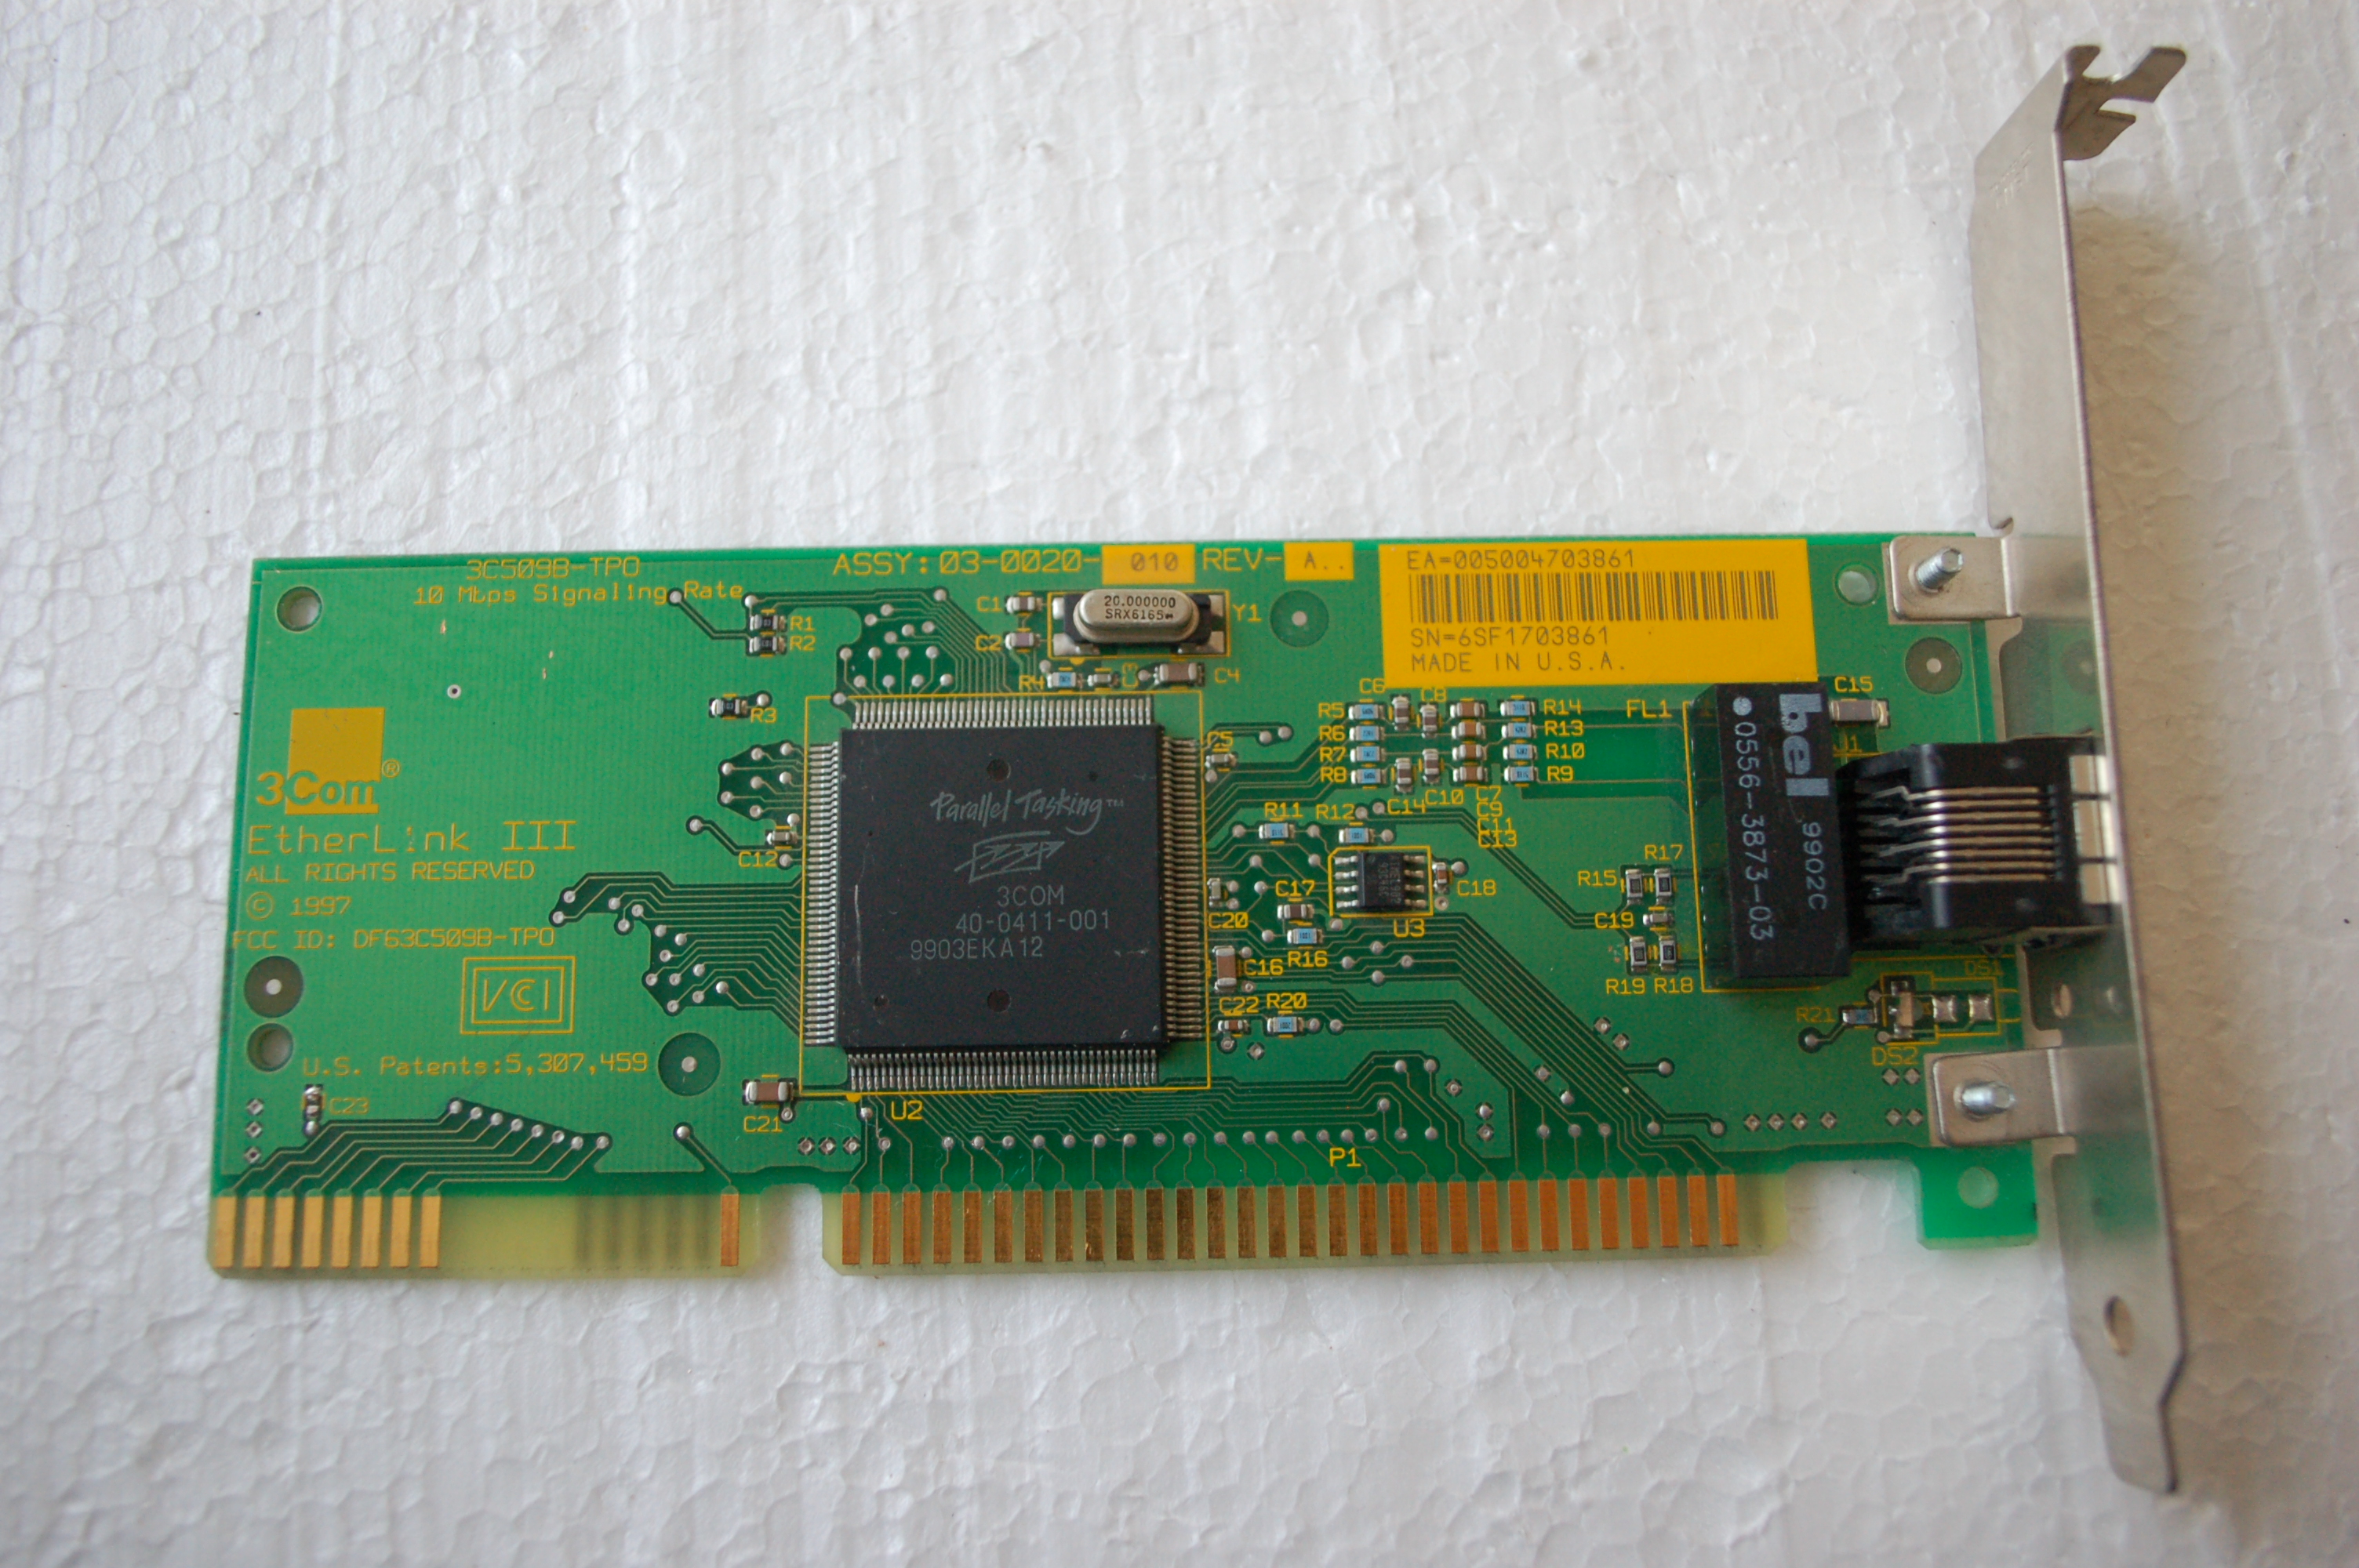 3C509B-TPO
10 Mbps Signaling Rate
ASSY: 03-0020- 010 REV- A..
EA=005004703861
SN=6SF1703861
MADE IN U.S.A.
20.000000
Y1
C1
C2
R1
R2
R3
R4
C3
C4
3Com®
EtherLink III
ALL RIGHTS RESERVED
© 1997
FCC ID: DF63C509B-TPO
VCI
U.S. Patents:5,307,459
C23
C12
C21
U2
Parallel Tasking™
3COM
40-0411-001
9903EKA12
C5
C6
C8
R5
R6
R7
R8
R14
R13
R10
R9
C10
C7
C9
C11
C13
C14
R11
R12
C17
C18
U3
C20
R16
C16
C22
R20
P1
FL1
bel
0556-3873-03
9902C
C15
J1
R17
R15
C19
R19
R18
R21
DS1
DS2